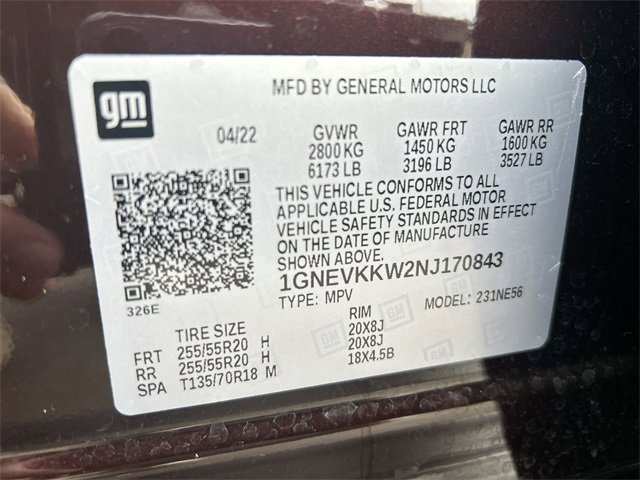 gm
MFD BY GENERAL MOTORS LLC
04/22 GVWR GAWR FRT GAWR RR
2800 KG 1450 KG 1600 KG
6173 LB 3196 LB 3527 LB
THIS VEHICLE CONFORMS TO ALL
APPLICABLE U.S. FEDERAL MOTOR
VEHICLE SAFETY STANDARDS IN EFFECT
ON THE DATE OF MANUFACTURE
SHOWN ABOVE.
1GNEVKKW2NJ170843
326E TYPE: MPV MODEL: 231NE56
TIRE SIZE RIM
FRT 255/55R20 H 20X8J
RR 255/55R20 H 20X8J
SPA T135/70R18 M 18X4.5B